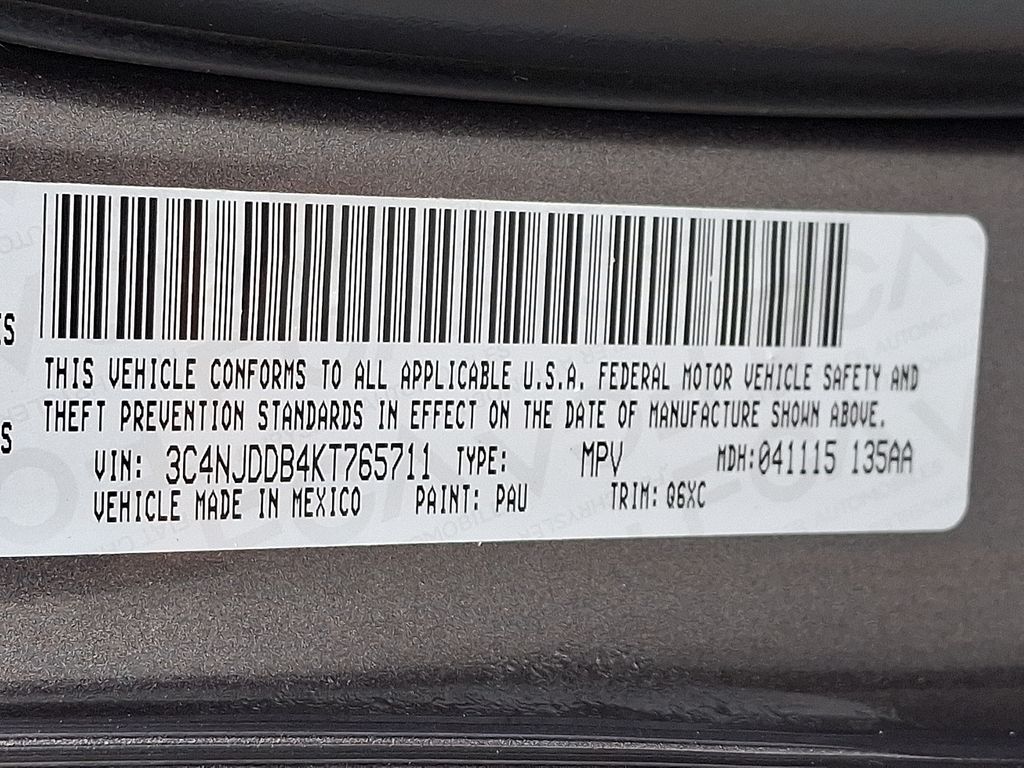 THIS VEHICLE CONFORMS TO ALL APPLICABLE U.S.A. FEDERAL MOTOR VEHICLE SAFETY AND
THEFT PREVENTION STANDARDS IN EFFECT ON THE DATE OF MANUFACTURE SHOWN ABOVE.
VIN: 3C4NJDDB4KT765711 TYPE: MPV MDH:041115 135AA
VEHICLE MADE IN MEXICO PAINT: PAU TRIM: Q6XC